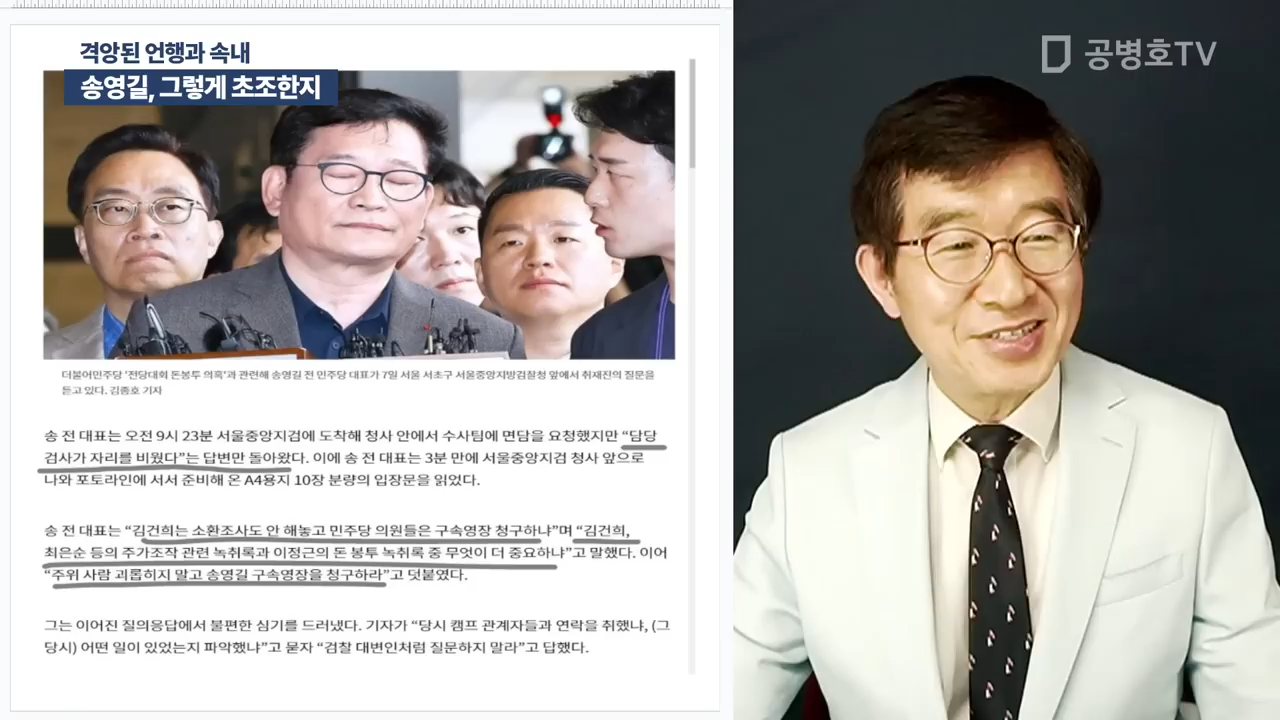 격앙된 언행과 속내
송영길, 그렇게 초조한지
공병호TV
더불어민주당 '전당대회 돈봉투 의혹'과 관련해 송영길 전 민주당 대표가 7일 서울 서초구 서울중앙지방검찰청 앞에서 취재진의 질문을
듣고 있다. 김종호 기자
송 전 대표는 오전 9시 23분 서울중앙지검에 도착해 청사 안에서 수사팀에 면담을 요청했지만 “담당
검사가 자리를 비웠다”는 답변만 돌아왔다. 이에 송 전 대표는 3분 만에 서울중앙지검 청사 앞으로
나와 포토라인에 서서 준비해 온 A4용지 10장 분량의 입장문을 읽었다.
송 전 대표는 “김건희는 소환조사도 안 해놓고 민주당 의원들은 구속영장 청구하냐”며 “김건희,
최은순 등의 주가조작 관련 녹취록과 이정근의 돈 봉투 녹취록 중 무엇이 더 중요하냐”고 말했다. 이어
“주위 사람 괴롭히지 말고 송영길 구속영장을 청구하라”고 덧붙였다.
그는 이어진 질의응답에서 불편한 심기를 드러냈다. 기자가 “당시 캠프 관계자들과 연락을 취했냐, (그
당시) 어떤 일이 있었는지 파악했냐”고 묻자 “검찰 대변인처럼 질문하지 말라”고 답했다.